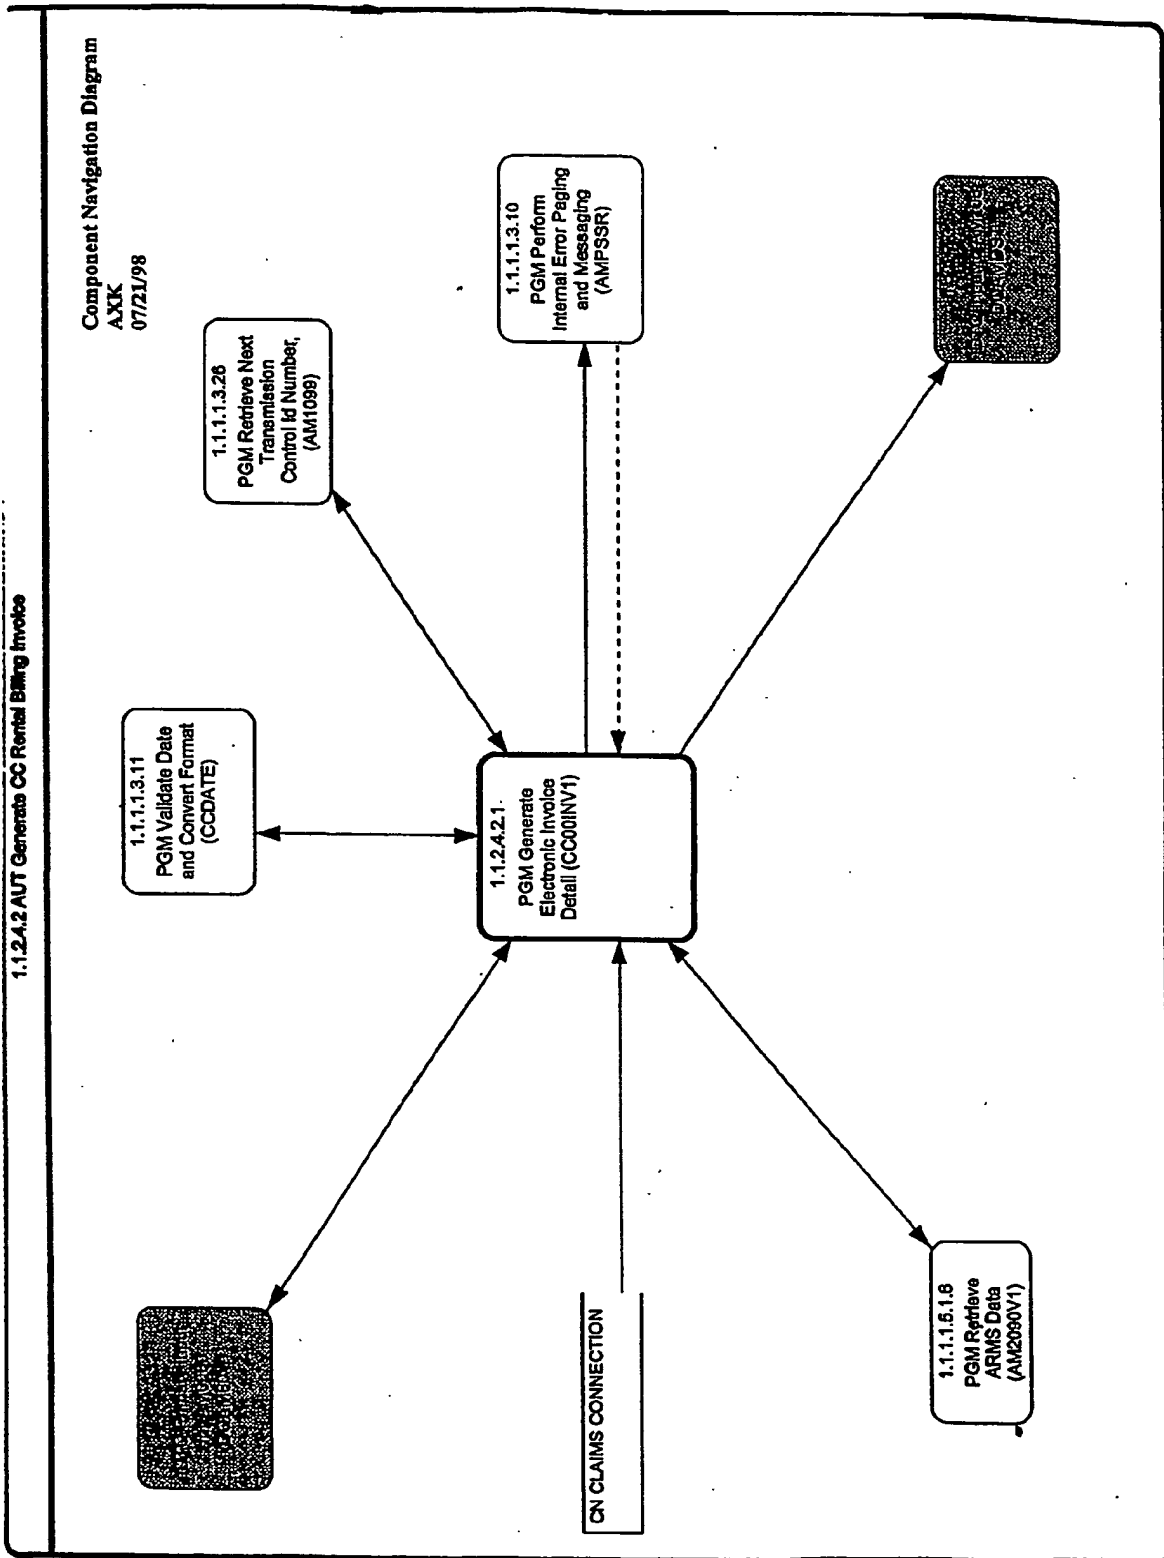 1.1.2.4.2 AUT Generate CC Rental Billing Invoice
Component Navigation Diagram
AXK
07/21/98
1.1.1.1.3.11
PGM Validate Date
and Convert Format
(CCDATE)
1.1.1.1.3.26
PGM Retrieve Next
Transmission
Control Id Number,
(AM1099)
1.1.2.4.2.1.
PGM Generate
Electronic Invoice
Detail (CC00INV1)
1.1.1.1.3.10
PGM Perform
Internal Error Paging
and Messaging
(AMPSSR)
CN CLAIMS CONNECTION
1.1.1.1.5.1.6
PGM Retrieve
ARMS Data
(AM2090V1)